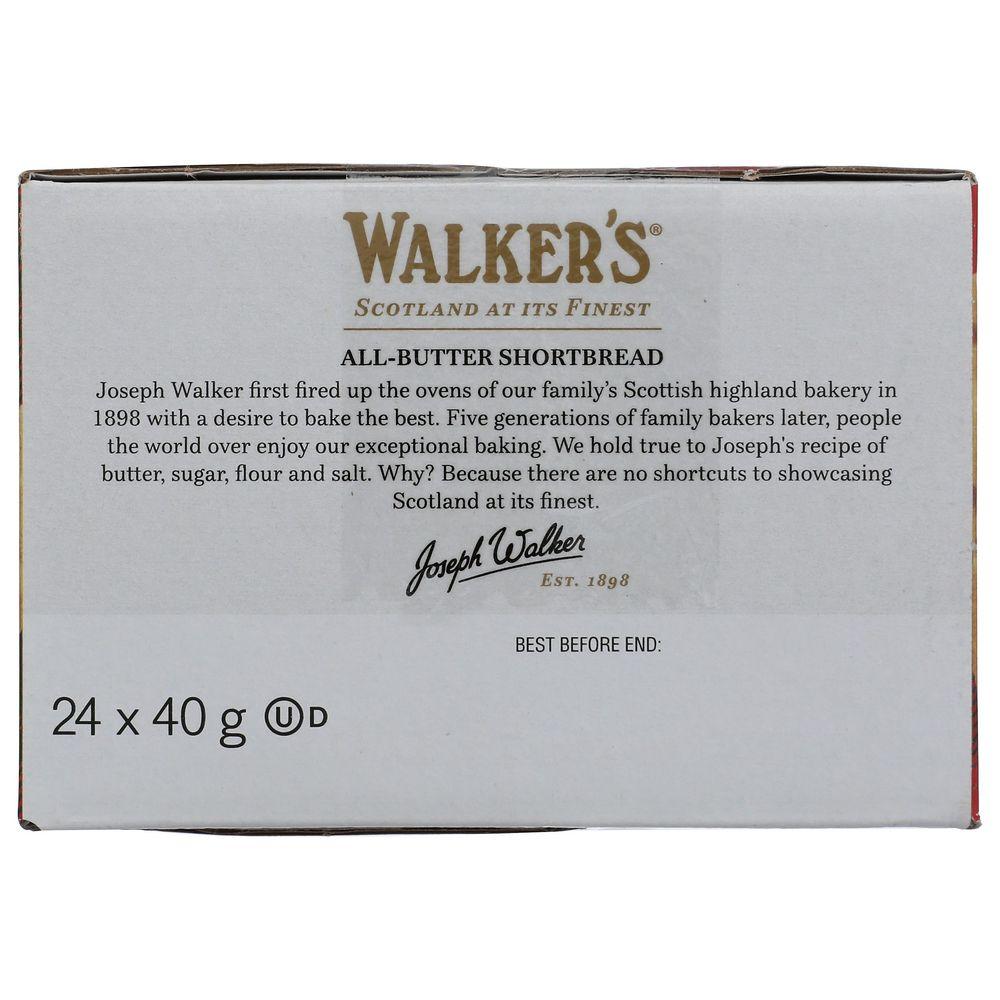 WALKER'S®
SCOTLAND AT ITS FINEST
ALL-BUTTER SHORTBREAD
Joseph Walker first fired up the ovens of our family's Scottish highland bakery in
1898 with a desire to bake the best. Five generations of family bakers later, people
the world over enjoy our exceptional baking. We hold true to Joseph's recipe of
butter, sugar, flour and salt. Why? Because there are no shortcuts to showcasing
Scotland at its finest.
Joseph Walker
EST. 1898
BEST BEFORE END:
24 x 40 g Ⓤ D